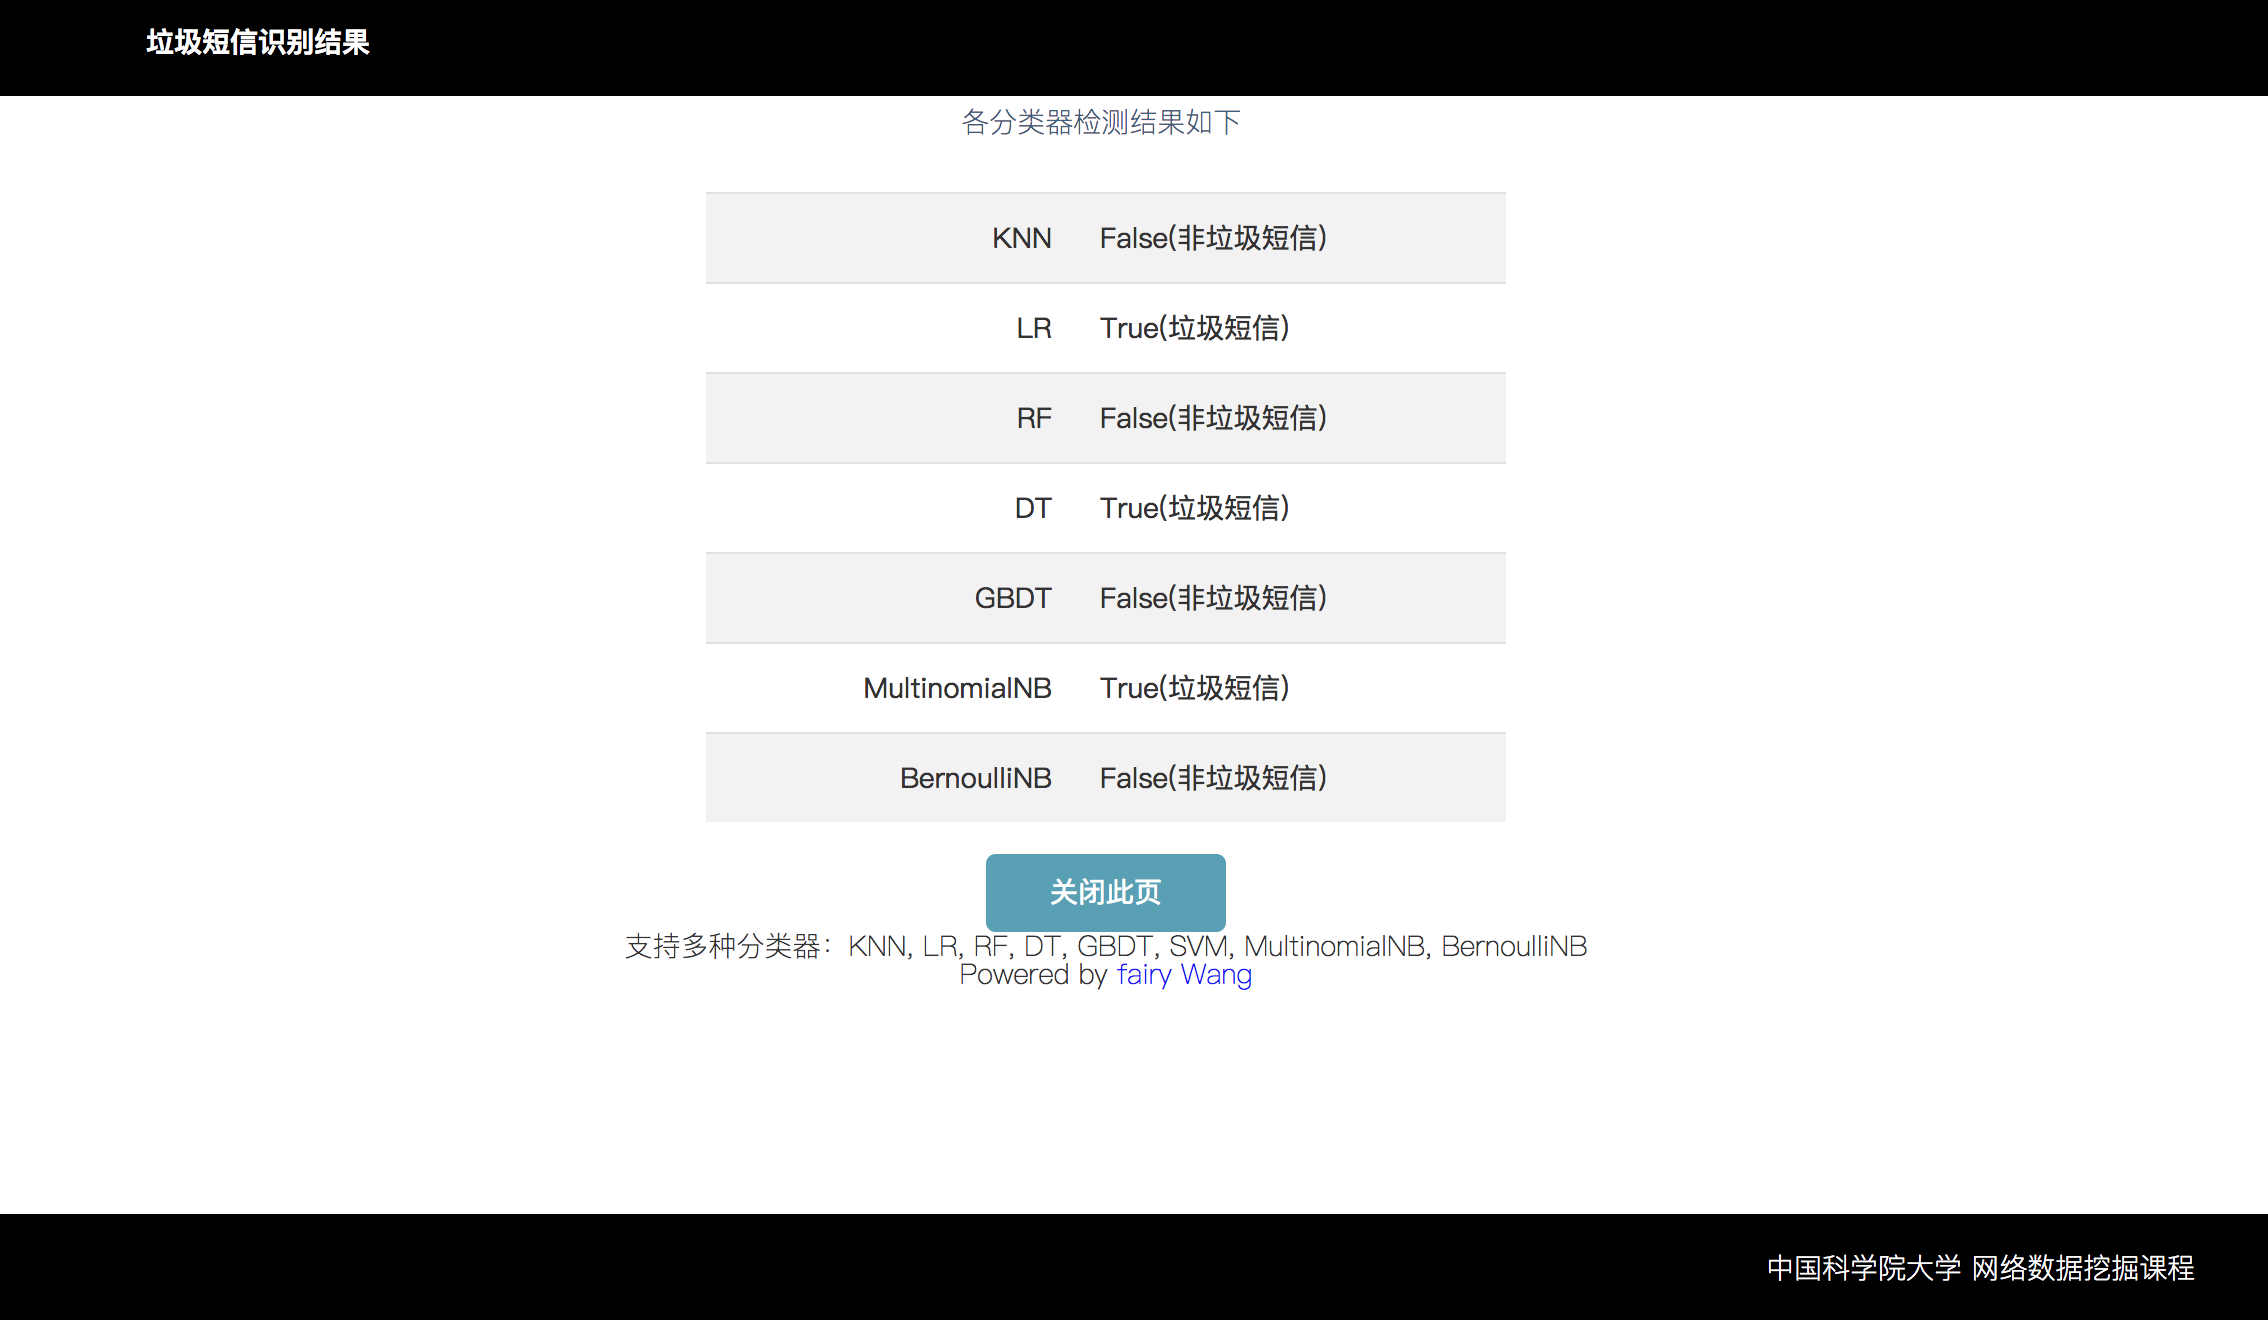 垃圾短信识别结果
各分类器检测结果如下
KNN False(非垃圾短信)
LR True(垃圾短信)
RF False(非垃圾短信)
DT True(垃圾短信)
GBDT False(非垃圾短信)
MultinomialNB True(垃圾短信)
BernoulliNB False(非垃圾短信)
关闭此页
支持多种分类器：KNN, LR, RF, DT, GBDT, SVM, MultinomialNB, BernoulliNB
Powered by fairy Wang
中国科学院大学 网络数据挖掘课程